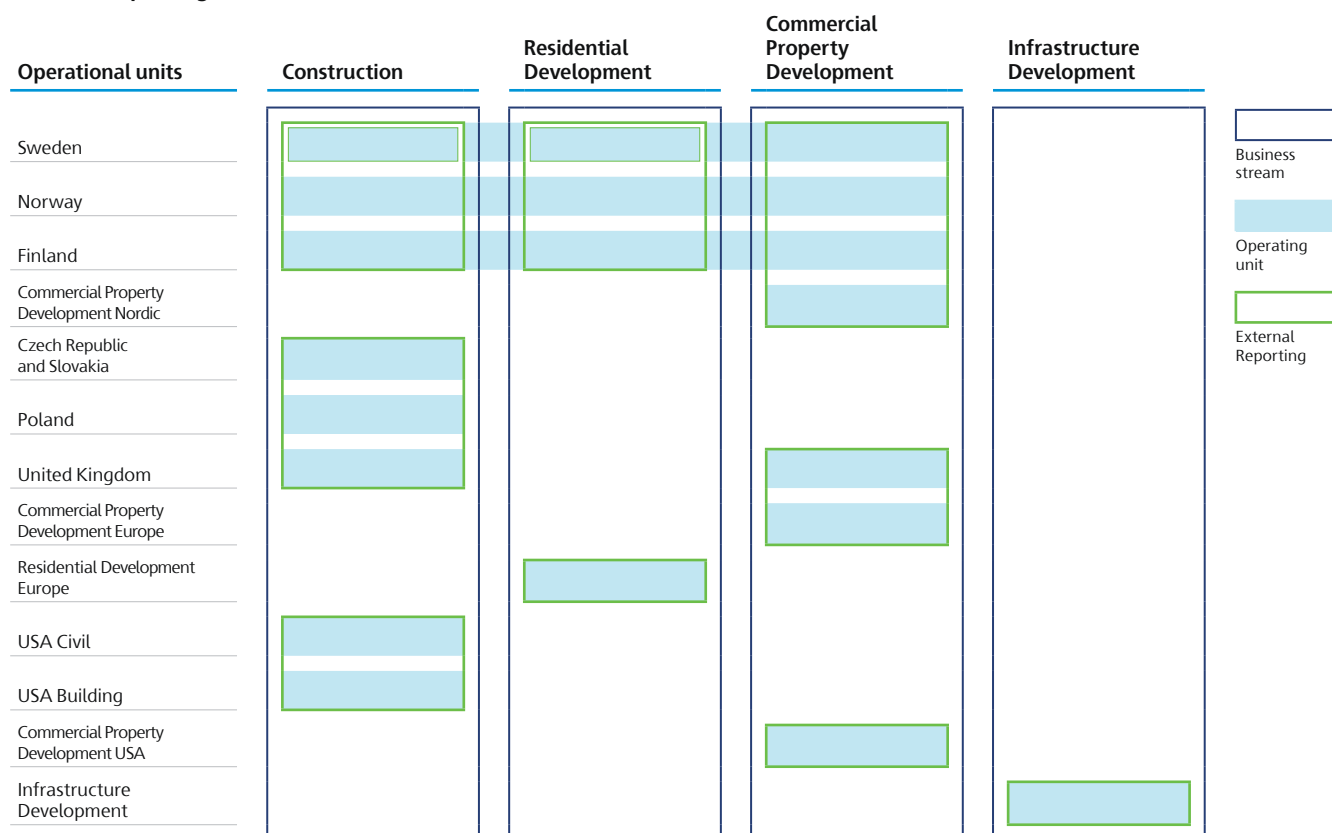 Operational units
Construction
Residential
Development
Commercial
Property
Development
Infrastructure
Development
Sweden
Norway
Finland
Commercial Property
Development Nordic
Czech Republic
and Slovakia
Poland
United Kingdom
Commercial Property
Development Europe
Residential Development
Europe
USA Civil
USA Building
Commercial Property
Development USA
Infrastructure
Development
Business
stream
Operating
unit
External
Reporting